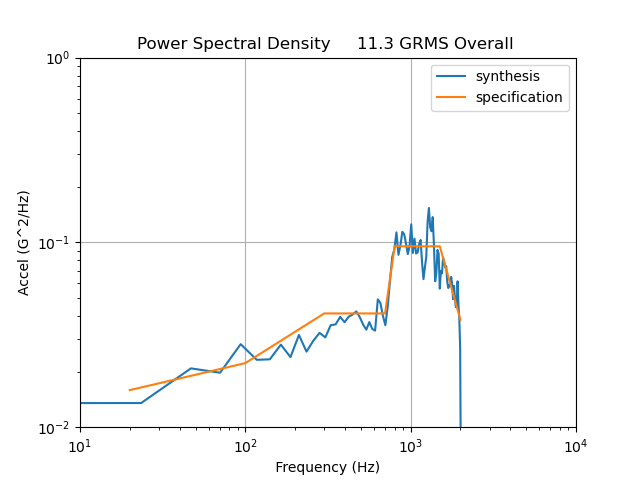 Power Spectral Density 11.3 GRMS Overall
synthesis
specification
Accel (G^2/Hz)
10^0
10^-1
10^-2
10^1 10^2 10^3 10^4
Frequency (Hz)